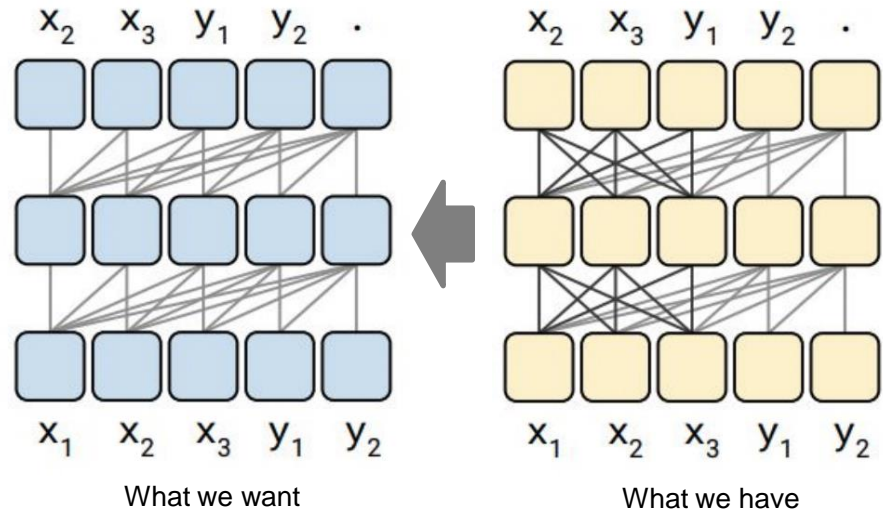 x₂ x₃ y₁ y₂ . x₂ x₃ y₁ y₂ .
x₁ x₂ x₃ y₁ y₂ x₁ x₂ x₃ y₁ y₂
What we want What we have